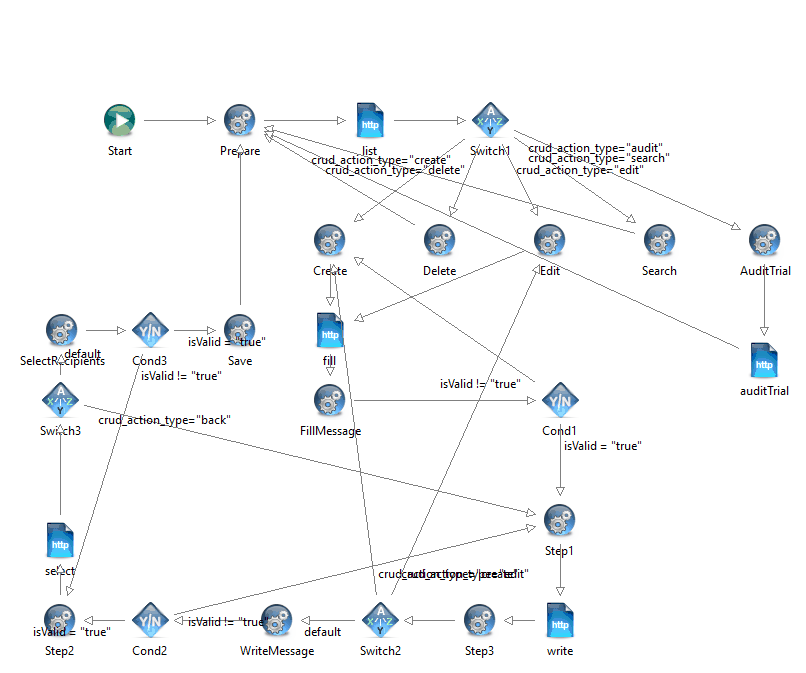 http
A
X Z
Y
Start
Prepare
list
Switch1
crud_action_type="audit"
crud_action_type="search"
crud_action_type="create"
crud_action_type="delete"
crud_action_type="edit"
Create
Delete
Edit
Search
AuditTrial
http
Y/N
SelectRecipients
default
Cond3
isValid = "true"
Save
fill
http
auditTrial
isValid != "true"
isValid != "true"
A
X Z
Y
Y/N
Switch3
crud_action_type="back"
FillMessage
Cond1
isValid = "true"
http
select
Step1
crud_action_type="edit"
Y/N
A
X Z
Y
http
isValid = "true"
isValid != "true"
default
Step2
Cond2
WriteMessage
Switch2
Step3
write